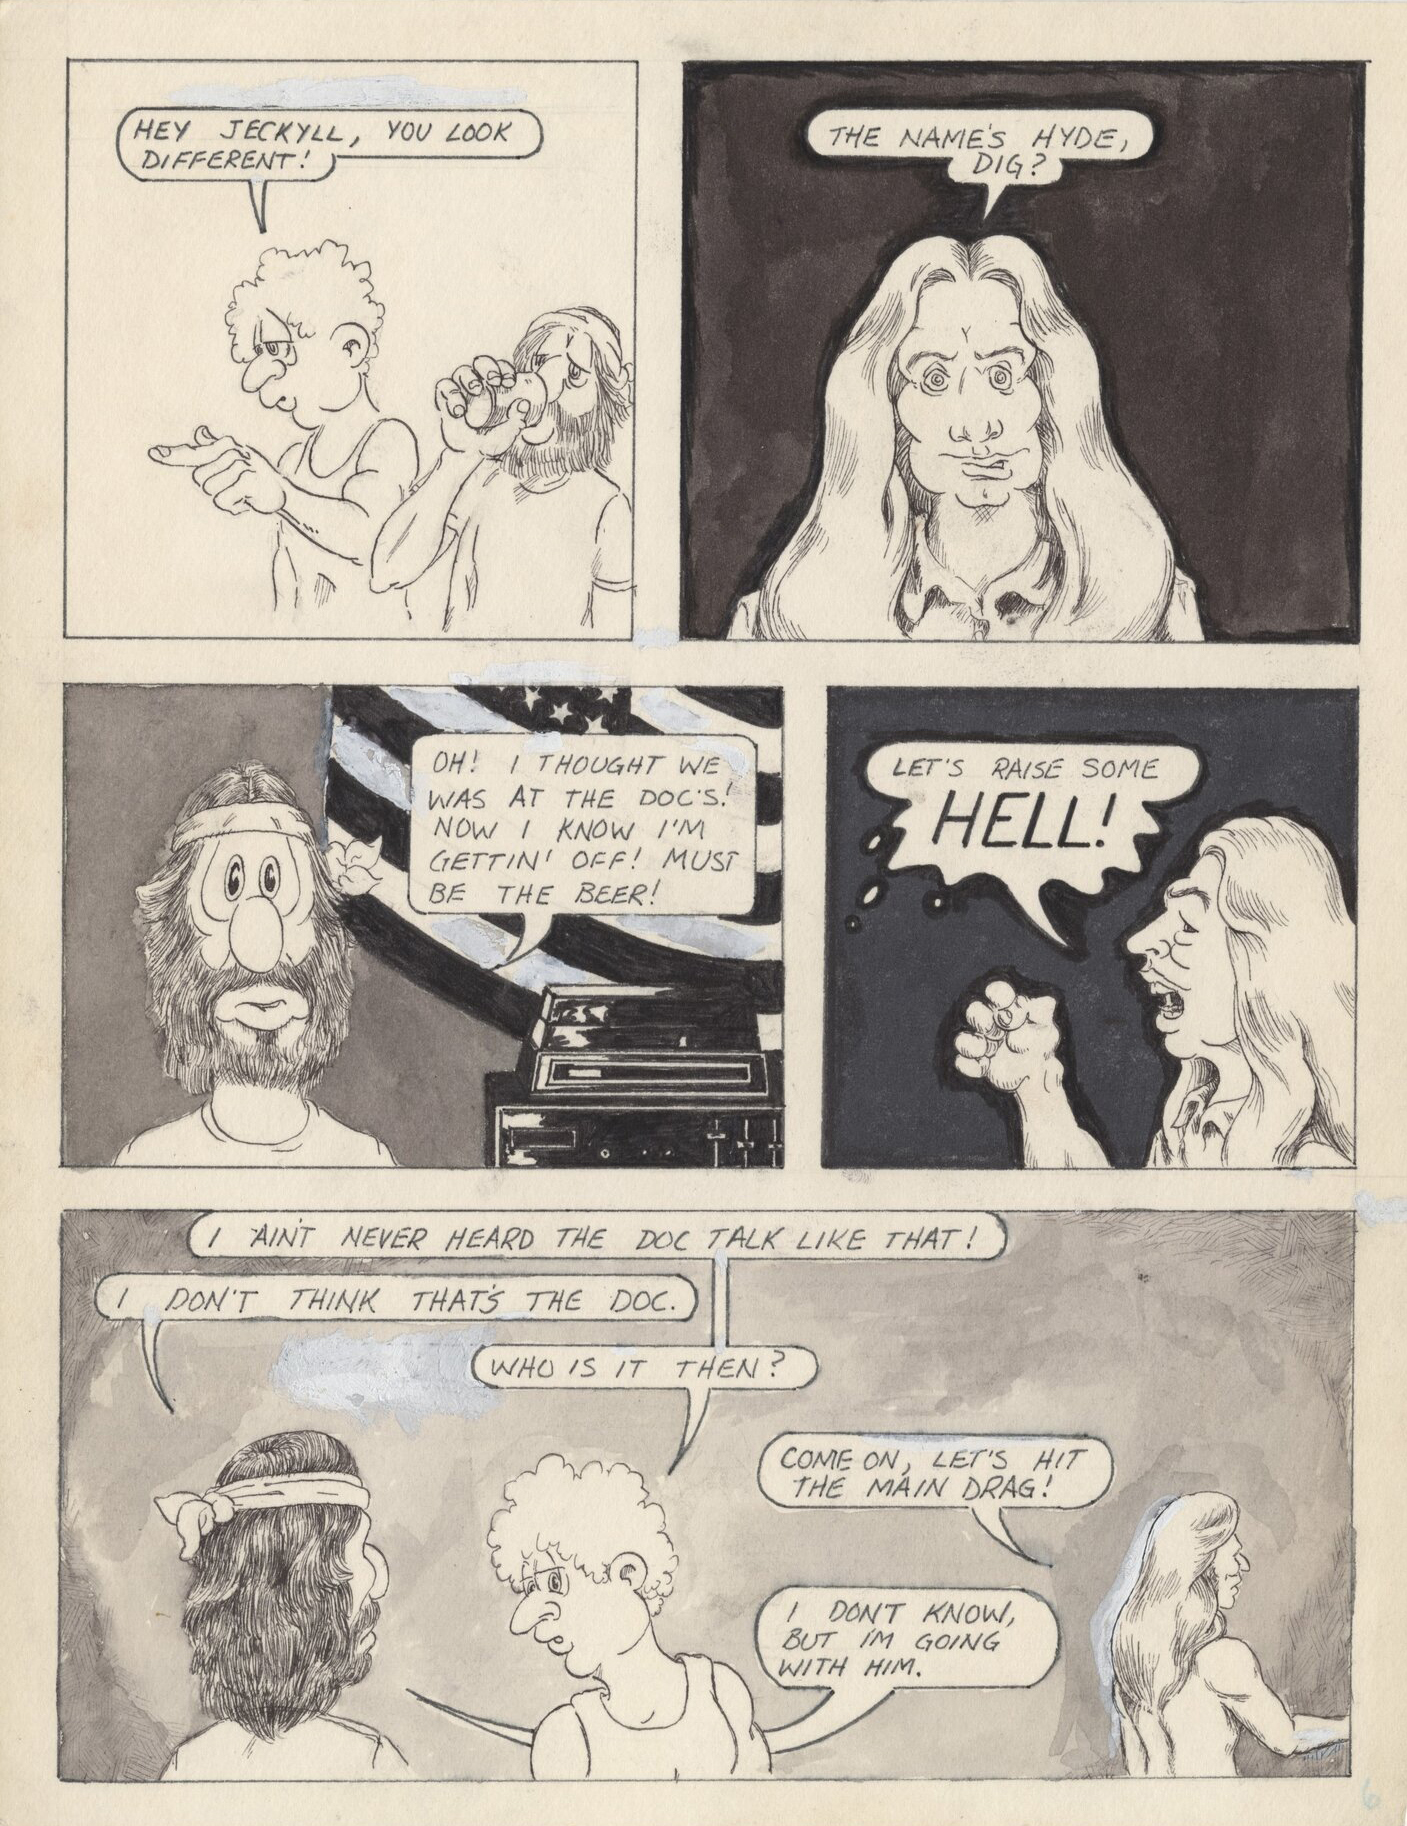 HEY JECKYLL, YOU LOOK
DIFFERENT!
THE NAME'S HYDE,
DIG?
OH! I THOUGHT WE
WAS AT THE DOC'S!
NOW I KNOW I'M
GETTIN' OFF! MUST
BE THE BEER!
LET'S RAISE SOME
HELL!
I AIN'T NEVER HEARD THE DOC TALK LIKE THAT!
I DON'T THINK THAT'S THE DOC.
WHO IS IT THEN?
COME ON, LET'S HIT
THE MAIN DRAG!
I DON'T KNOW,
BUT I'M GOING
WITH HIM.
6